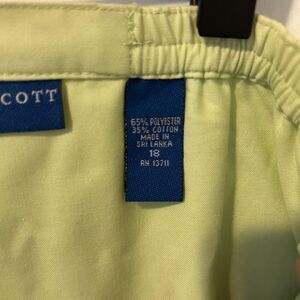 COTT
65% POLYESTER
35% COTTON
MADE IN
SRI LANKA
18
RN 13711